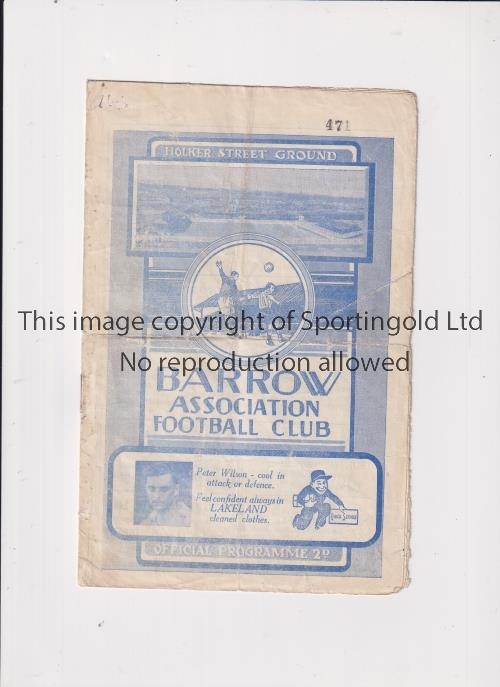 471
HOLKER STREET GROUND
This image copyright of Sportingold Ltd
No reproduction allowed
BARROW
ASSOCIATION
FOOTBALL CLUB
Peter Wilson - cool in
attack or defence.
Feel confident always in
LAKELAND
cleaned clothes.
OFFICIAL PROGRAMME 2D